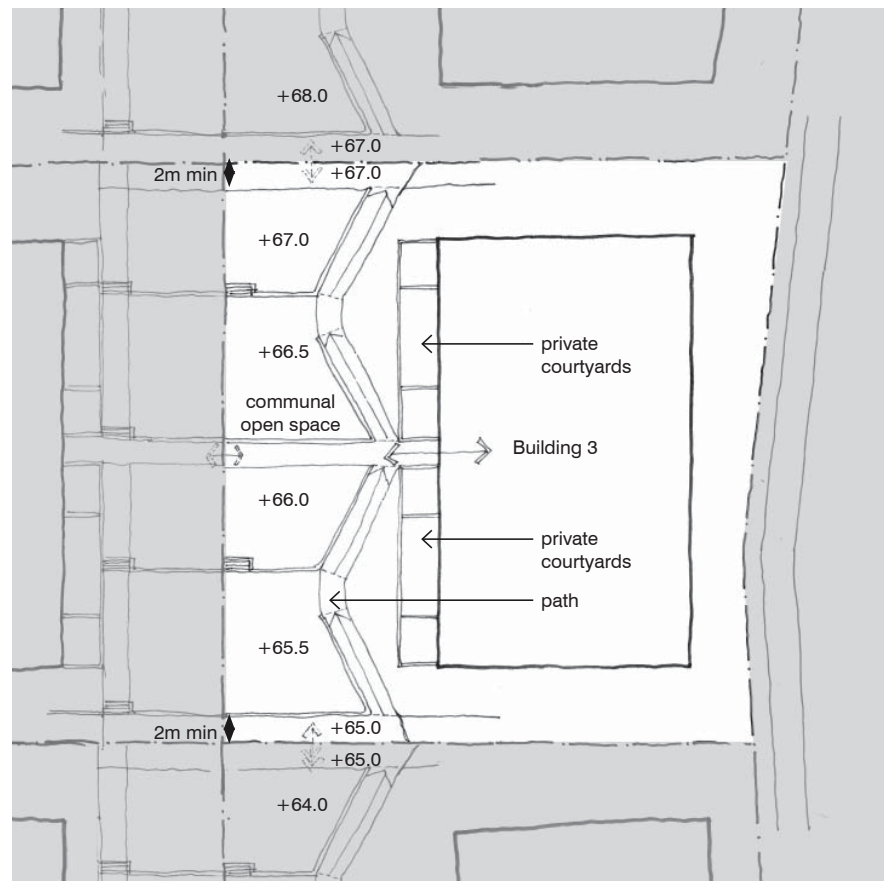 +68.0
+67.0
2m min
+67.0
+67.0
+66.5
private
courtyards
communal
open space
Building 3
+66.0
private
courtyards
path
+65.5
2m min
+65.0
+65.0
+64.0